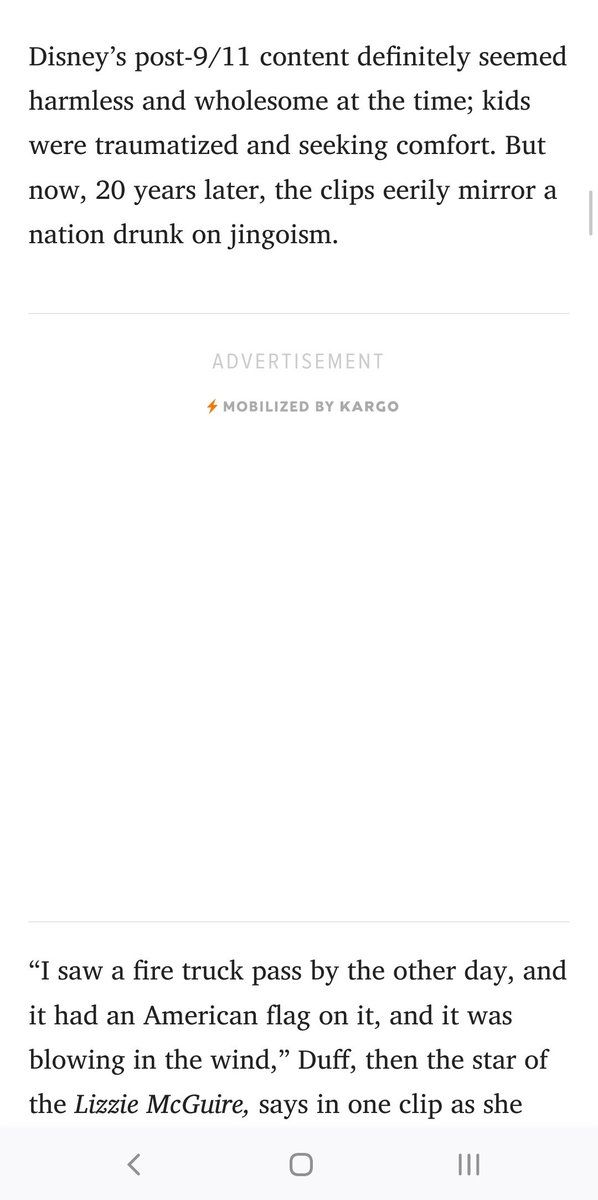 Disney’s post-9/11 content definitely seemed
harmless and wholesome at the time; kids
were traumatized and seeking comfort. But
now, 20 years later, the clips eerily mirror a
nation drunk on jingoism.
ADVERTISEMENT
MOBILIZED BY KARGO
“I saw a fire truck pass by the other day, and
it had an American flag on it, and it was
blowing in the wind,” Duff, then the star of
the Lizzie McGuire, says in one clip as she